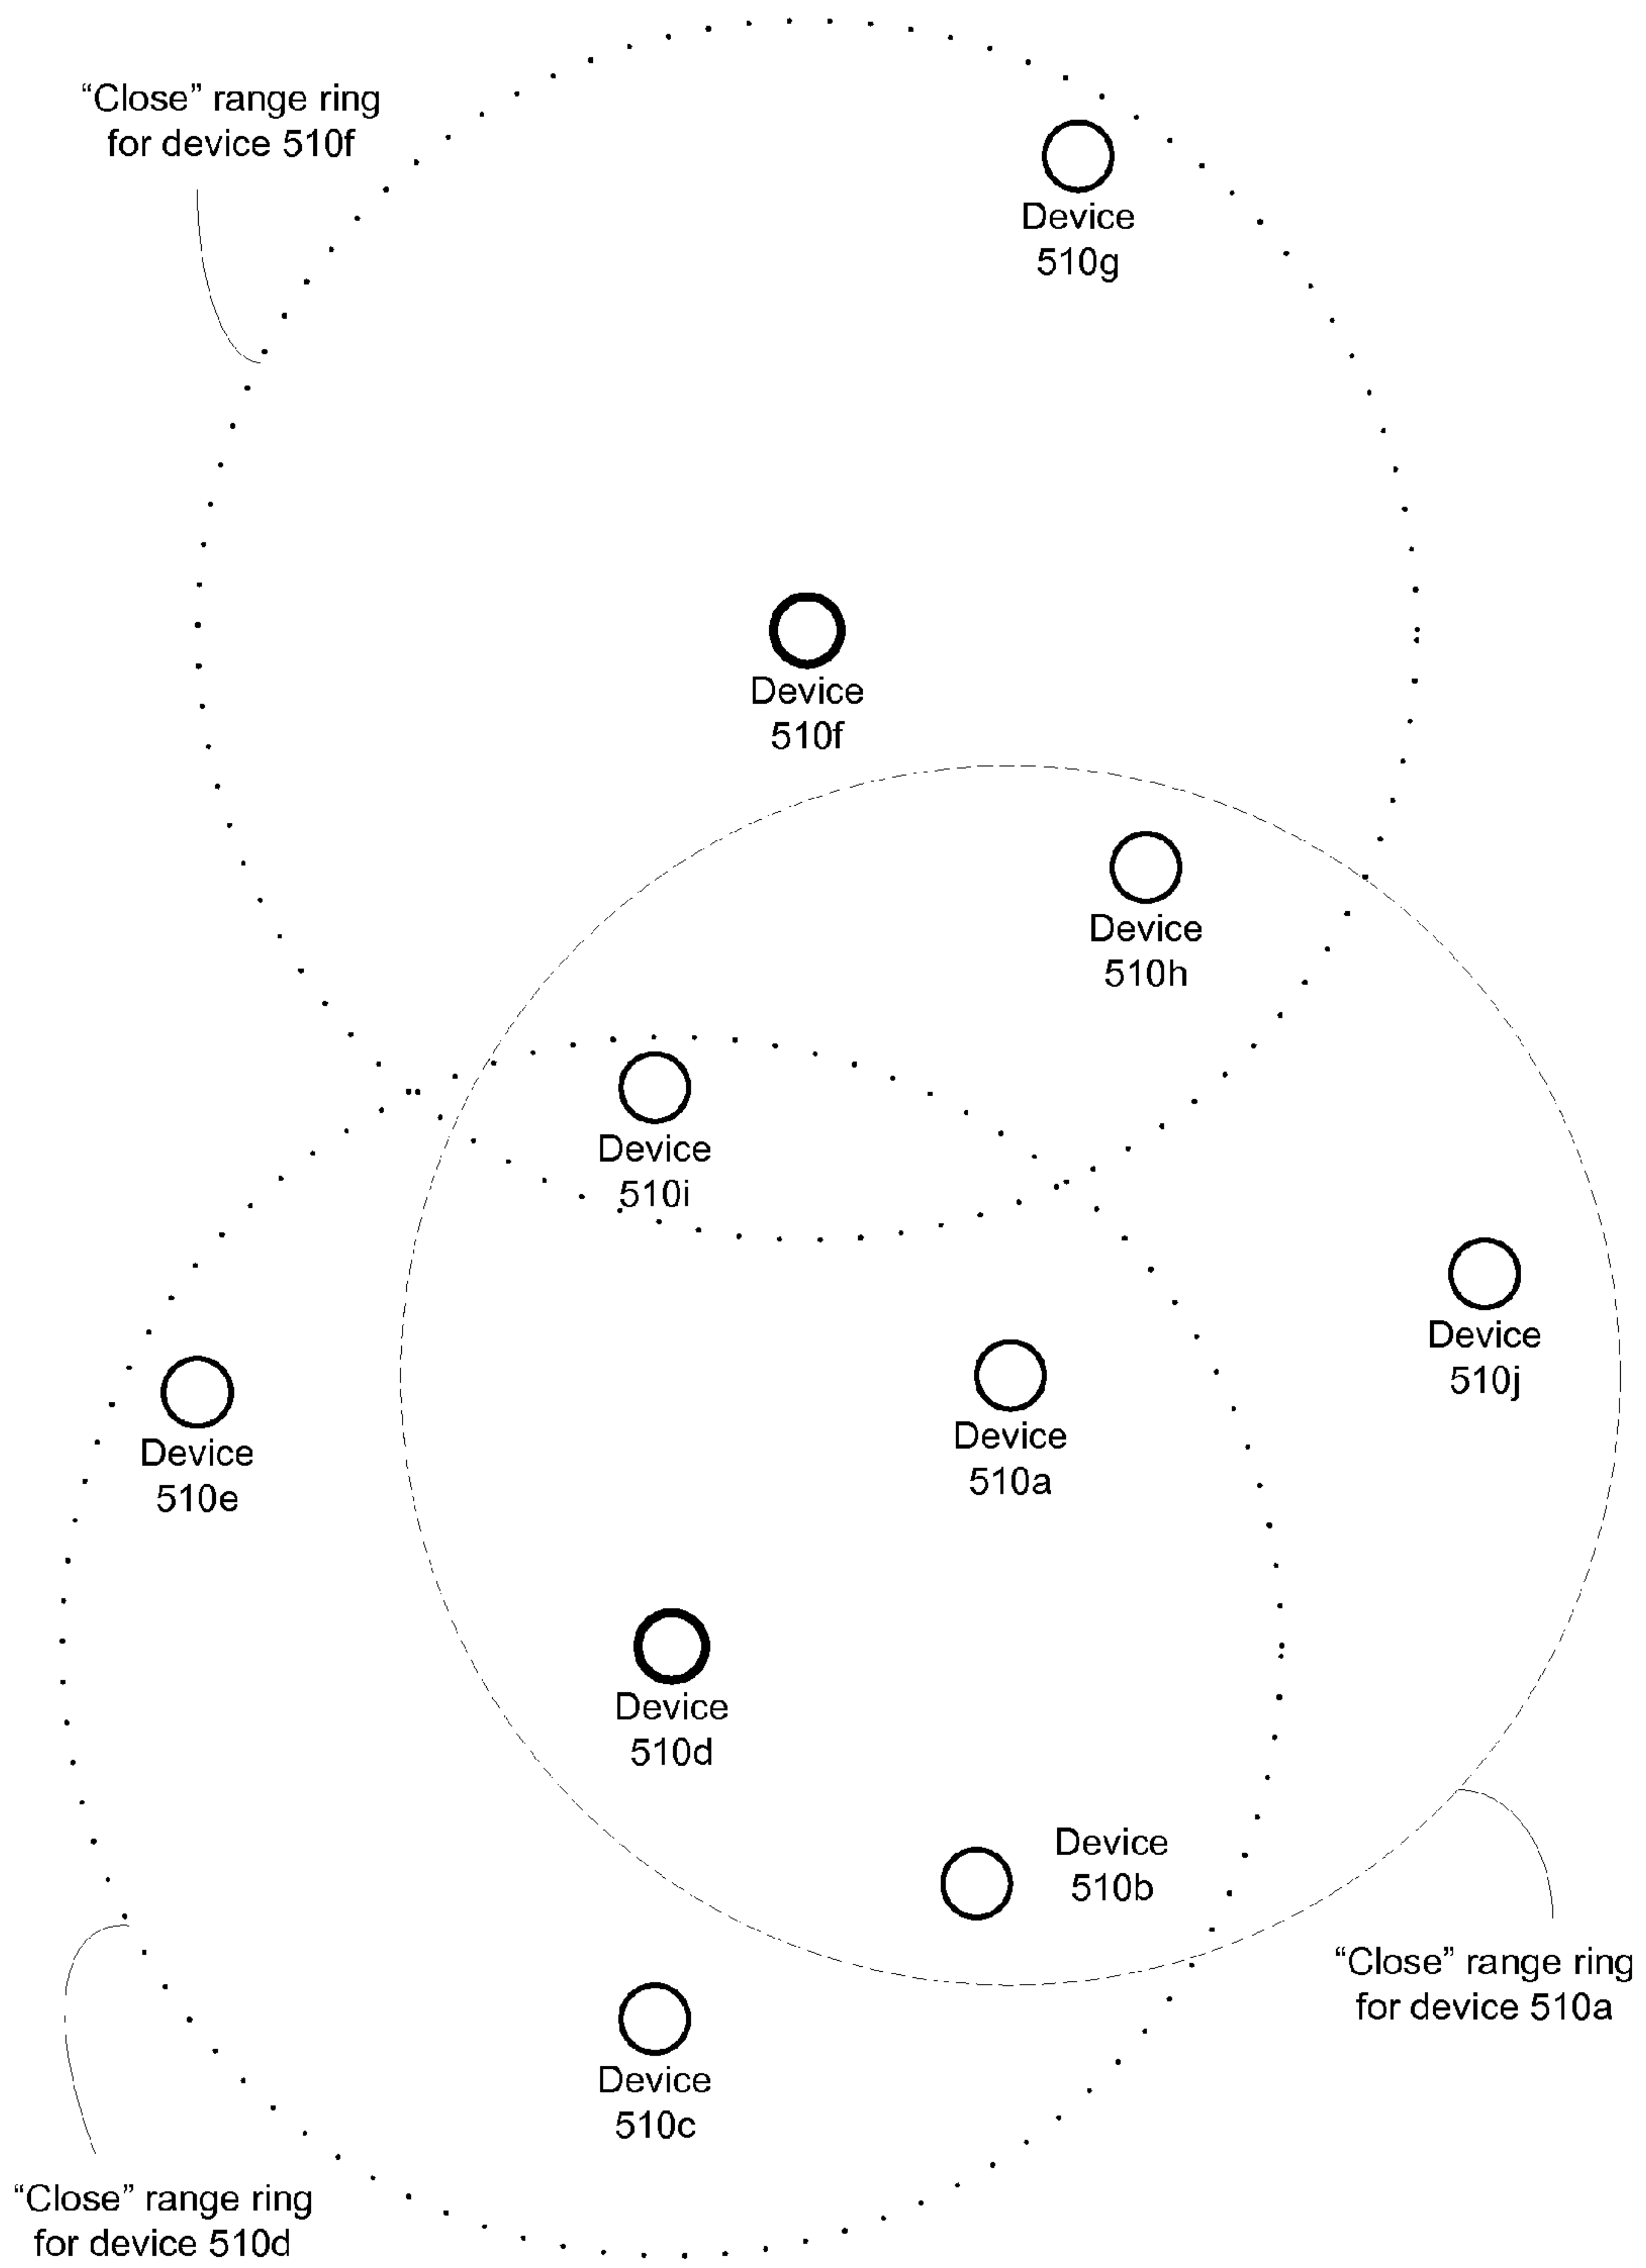 “Close” range ring
for device 510f
Device
510g
Device
510f
Device
510h
Device
510i
Device
510j
Device
510a
Device
510e
Device
510d
Device
510b
“Close” range ring
for device 510a
Device
510c
“Close” range ring
for device 510d